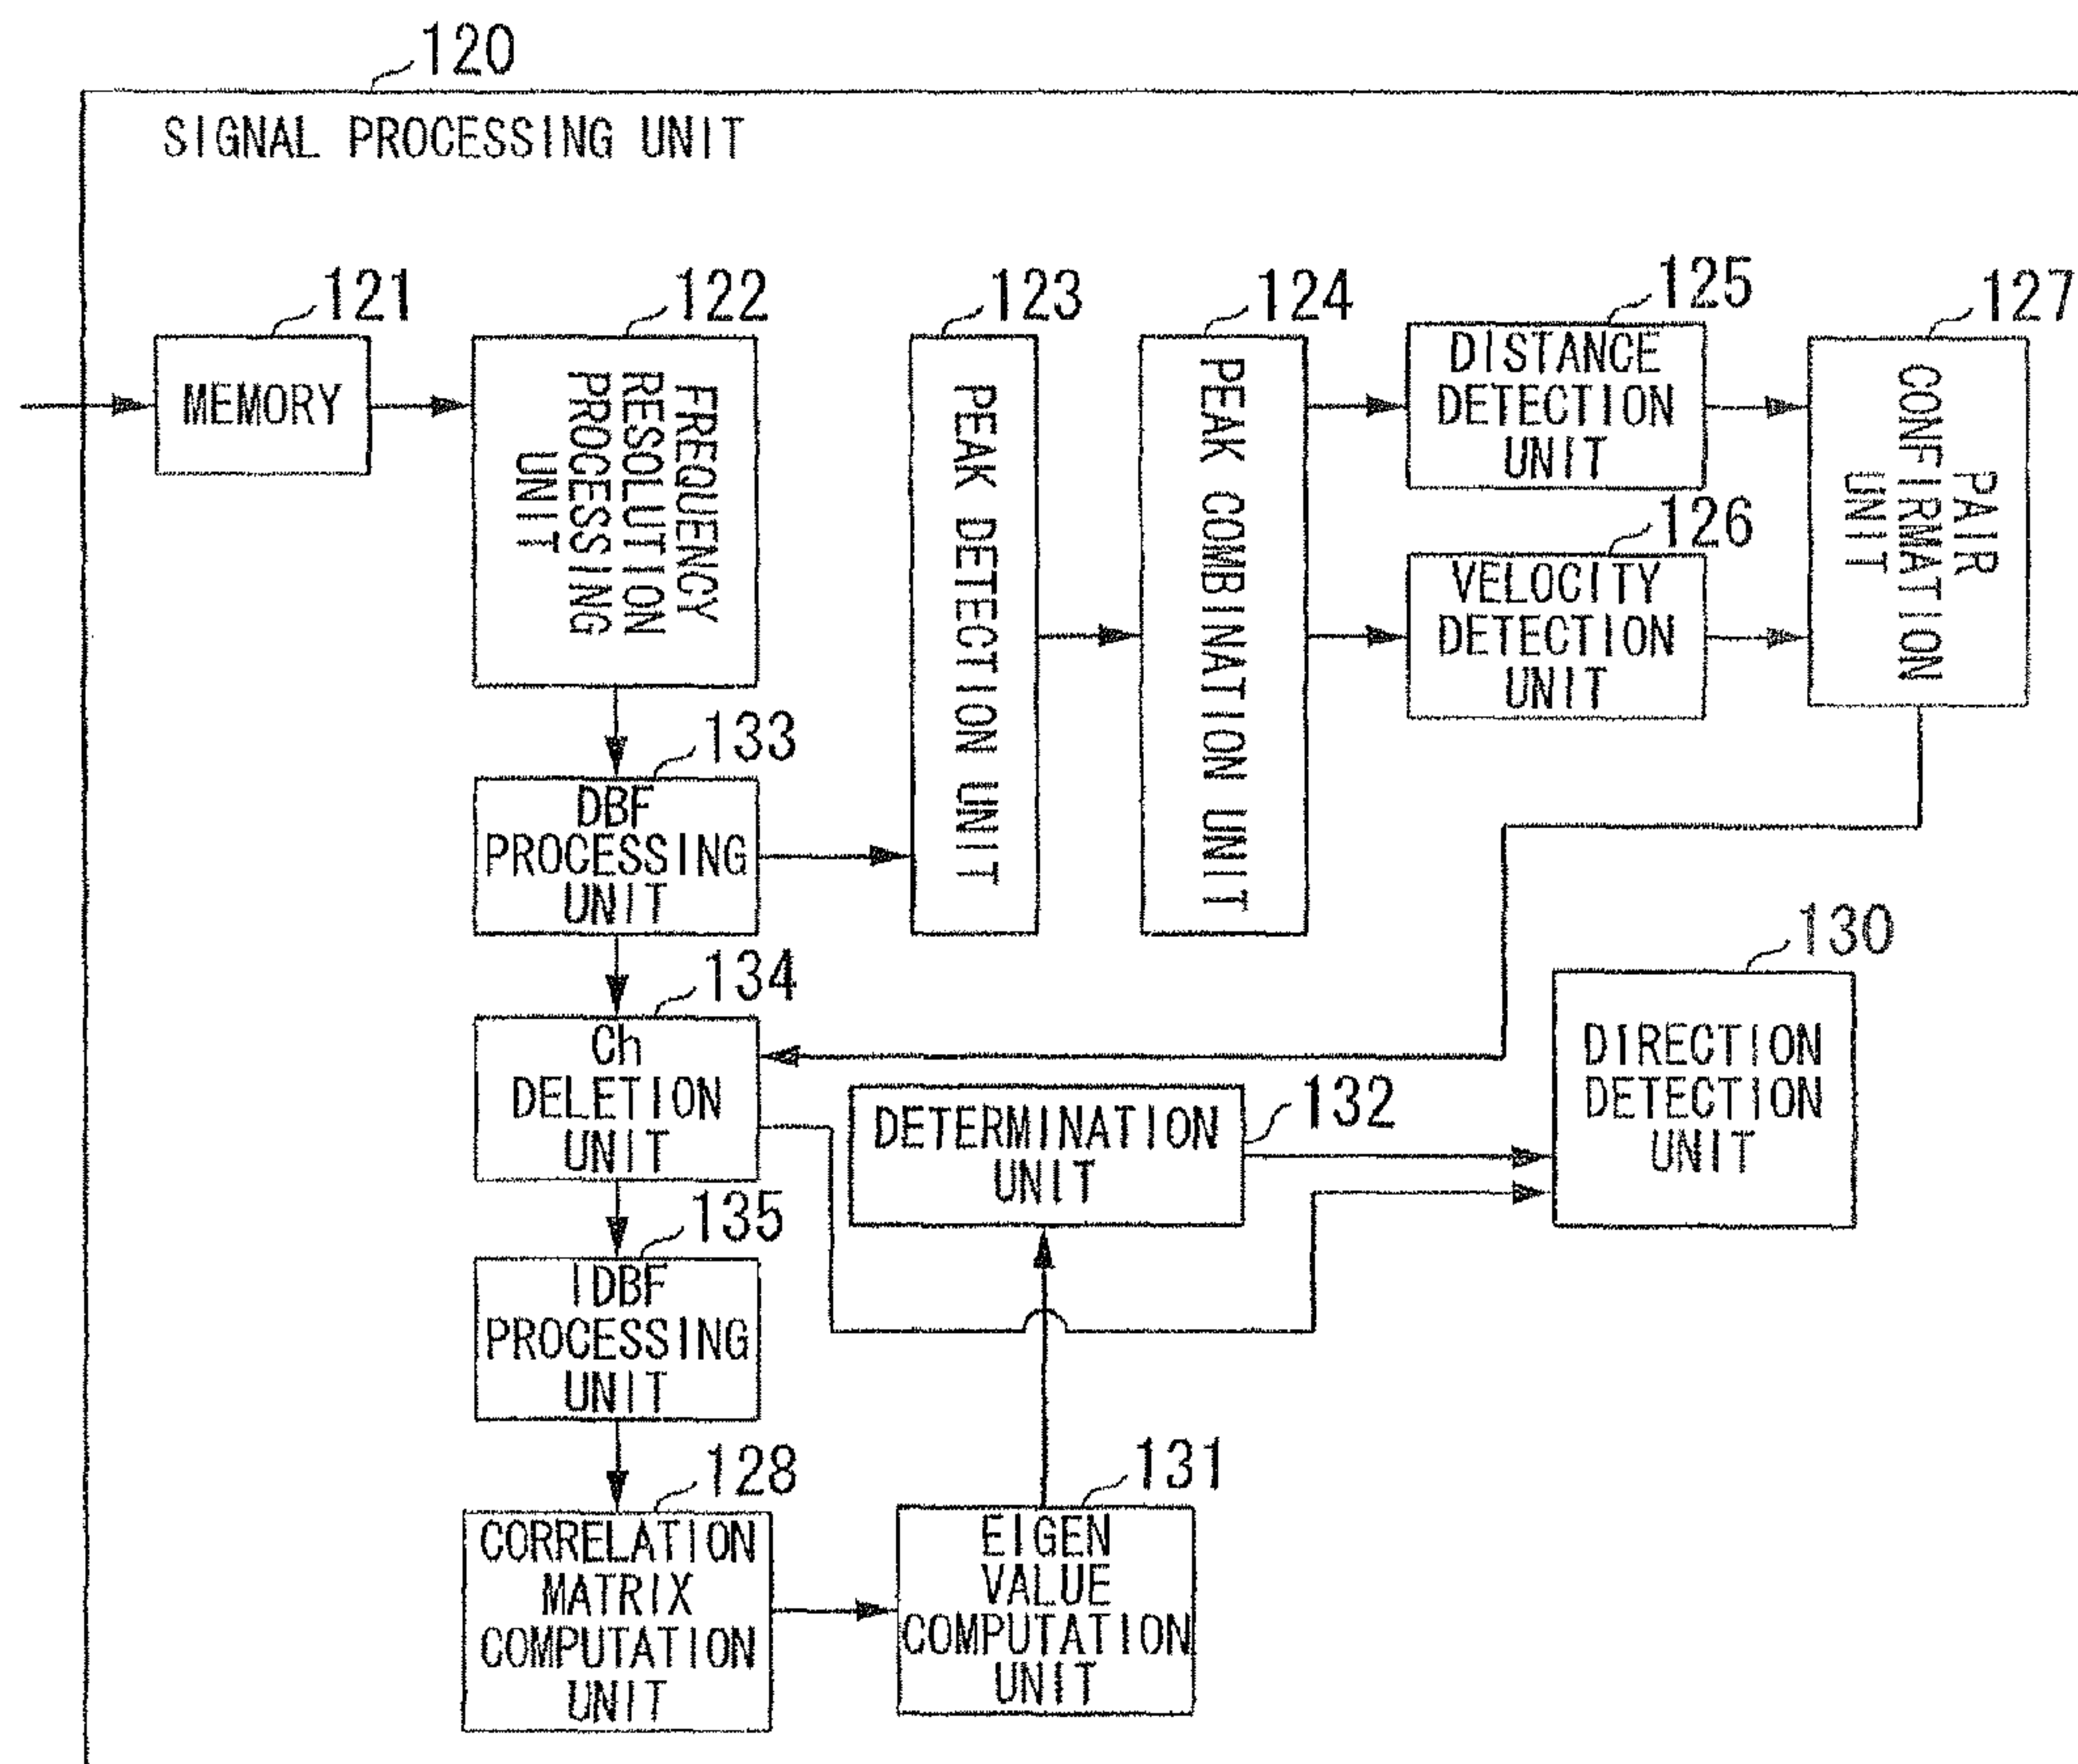 120
SIGNAL PROCESSING UNIT
121
MEMORY
122
FREQUENCY
RESOLUTION
PROCESSING
UNIT
123
PEAK DETECTION UNIT
124
PEAK COMBINATION UNIT
125
DISTANCE
DETECTION
UNIT
126
VELOCITY
DETECTION
UNIT
127
PAIR
CONFIRMATION
UNIT
133
DBF
PROCESSING
UNIT
134
Ch
DELETION
UNIT
130
DIRECTION
DETECTION
UNIT
132
DETERMINATION
UNIT
135
IDBF
PROCESSING
UNIT
128
CORRELATION
MATRIX
COMPUTATION
UNIT
131
EIGEN
VALUE
COMPUTATION
UNIT